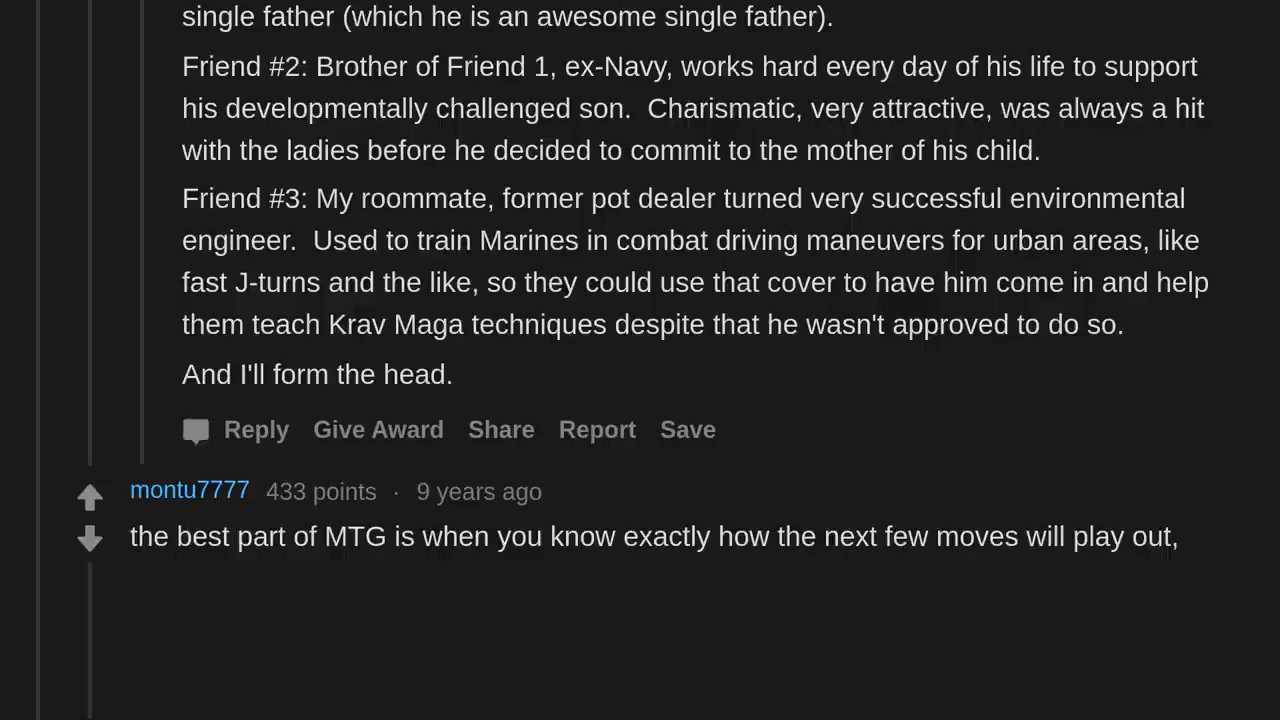 single father (which he is an awesome single father).
Friend #2: Brother of Friend 1, ex-Navy, works hard every day of his life to support
his developmentally challenged son.  Charismatic, very attractive, was always a hit
with the ladies before he decided to commit to the mother of his child.
Friend #3: My roommate, former pot dealer turned very successful environmental
engineer.  Used to train Marines in combat driving maneuvers for urban areas, like
fast J-turns and the like, so they could use that cover to have him come in and help
them teach Krav Maga techniques despite that he wasn't approved to do so.
And I'll form the head.
Reply Give Award Share Report Save
montu7777 433 points · 9 years ago
the best part of MTG is when you know exactly how the next few moves will play out,